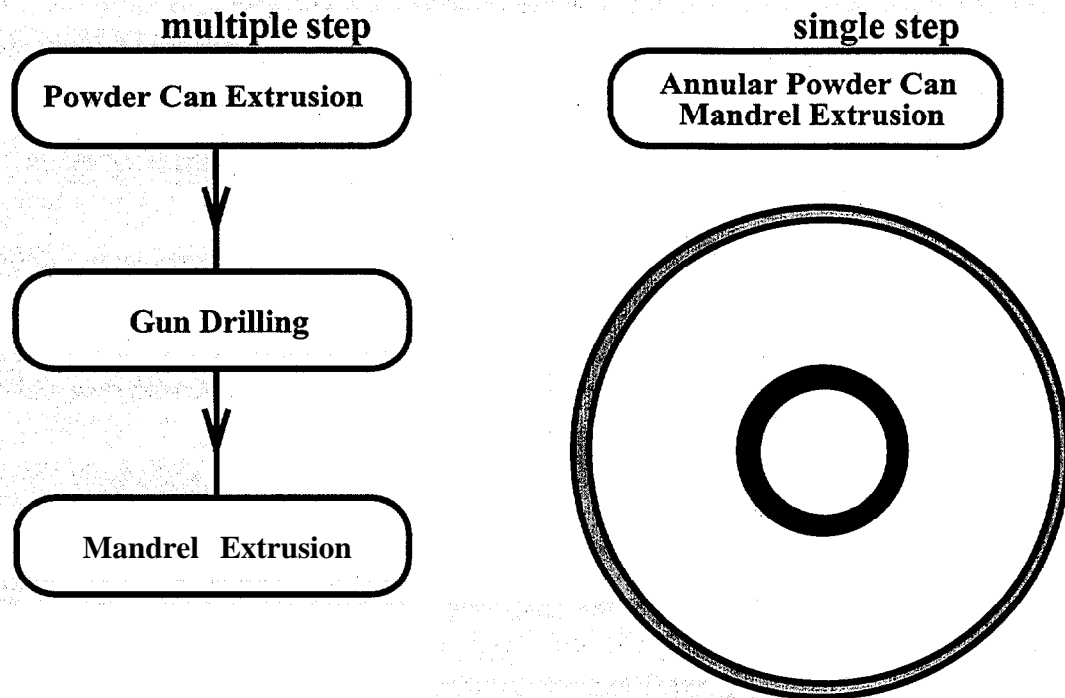 multiple step
Powder Can Extrusion
Gun Drilling
Mandrel Extrusion
single step
Annular Powder Can
Mandrel Extrusion